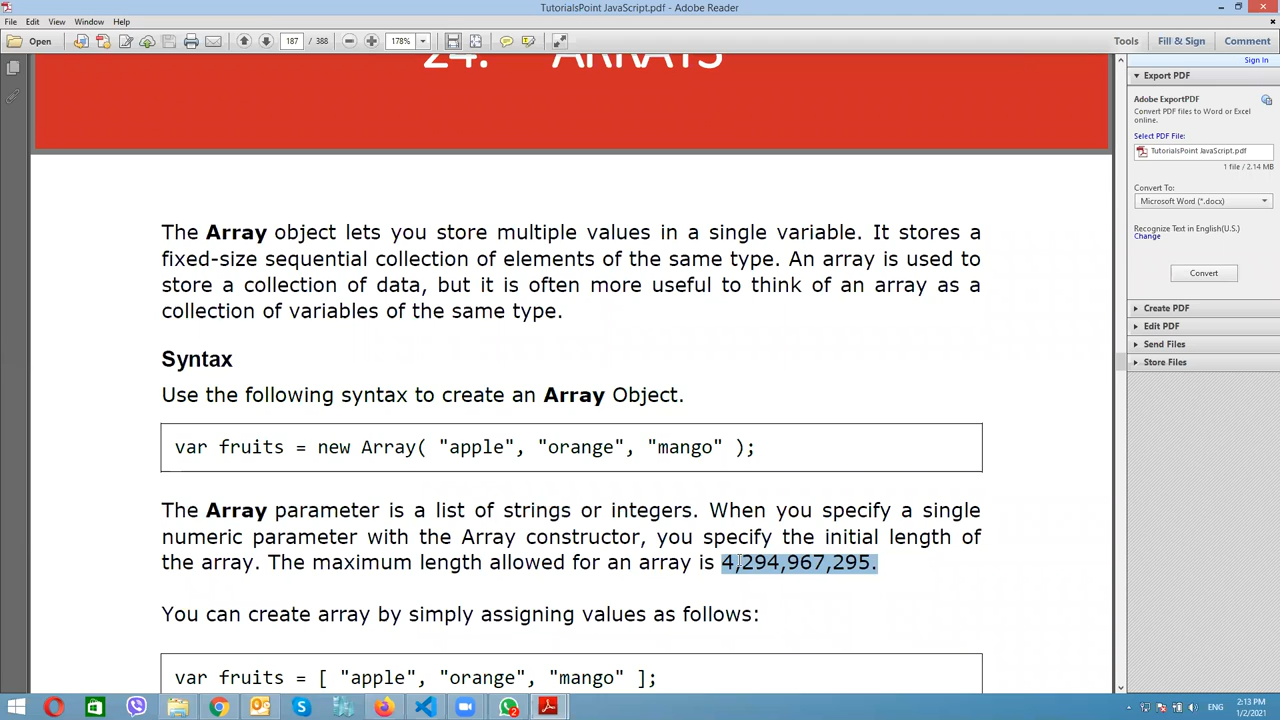 TutorialsPoint JavaScript.pdf - Adobe Reader
File Edit View Window Help
Open 187 / 388 178% Tools Fill & Sign Comment
Sign In
24. ARRAYS
The Array object lets you store multiple values in a single variable. It stores a
fixed-size sequential collection of elements of the same type. An array is used to
store a collection of data, but it is often more useful to think of an array as a
collection of variables of the same type.
Syntax
Use the following syntax to create an Array Object.
var fruits = new Array( "apple", "orange", "mango" );
The Array parameter is a list of strings or integers. When you specify a single
numeric parameter with the Array constructor, you specify the initial length of
the array. The maximum length allowed for an array is 4,294,967,295.
You can create array by simply assigning values as follows:
var fruits = [ "apple", "orange", "mango" ];
Export PDF
Adobe ExportPDF
Convert PDF files to Word or Excel
online.
Select PDF File:
TutorialsPoint JavaScript.pdf
1 file / 2.14 MB
Convert To:
Microsoft Word (*.docx)
Recognize Text in English(U.S.)
Change
Convert
Create PDF
Edit PDF
Send Files
Store Files
2
ENG
2:13 PM
1/2/2021